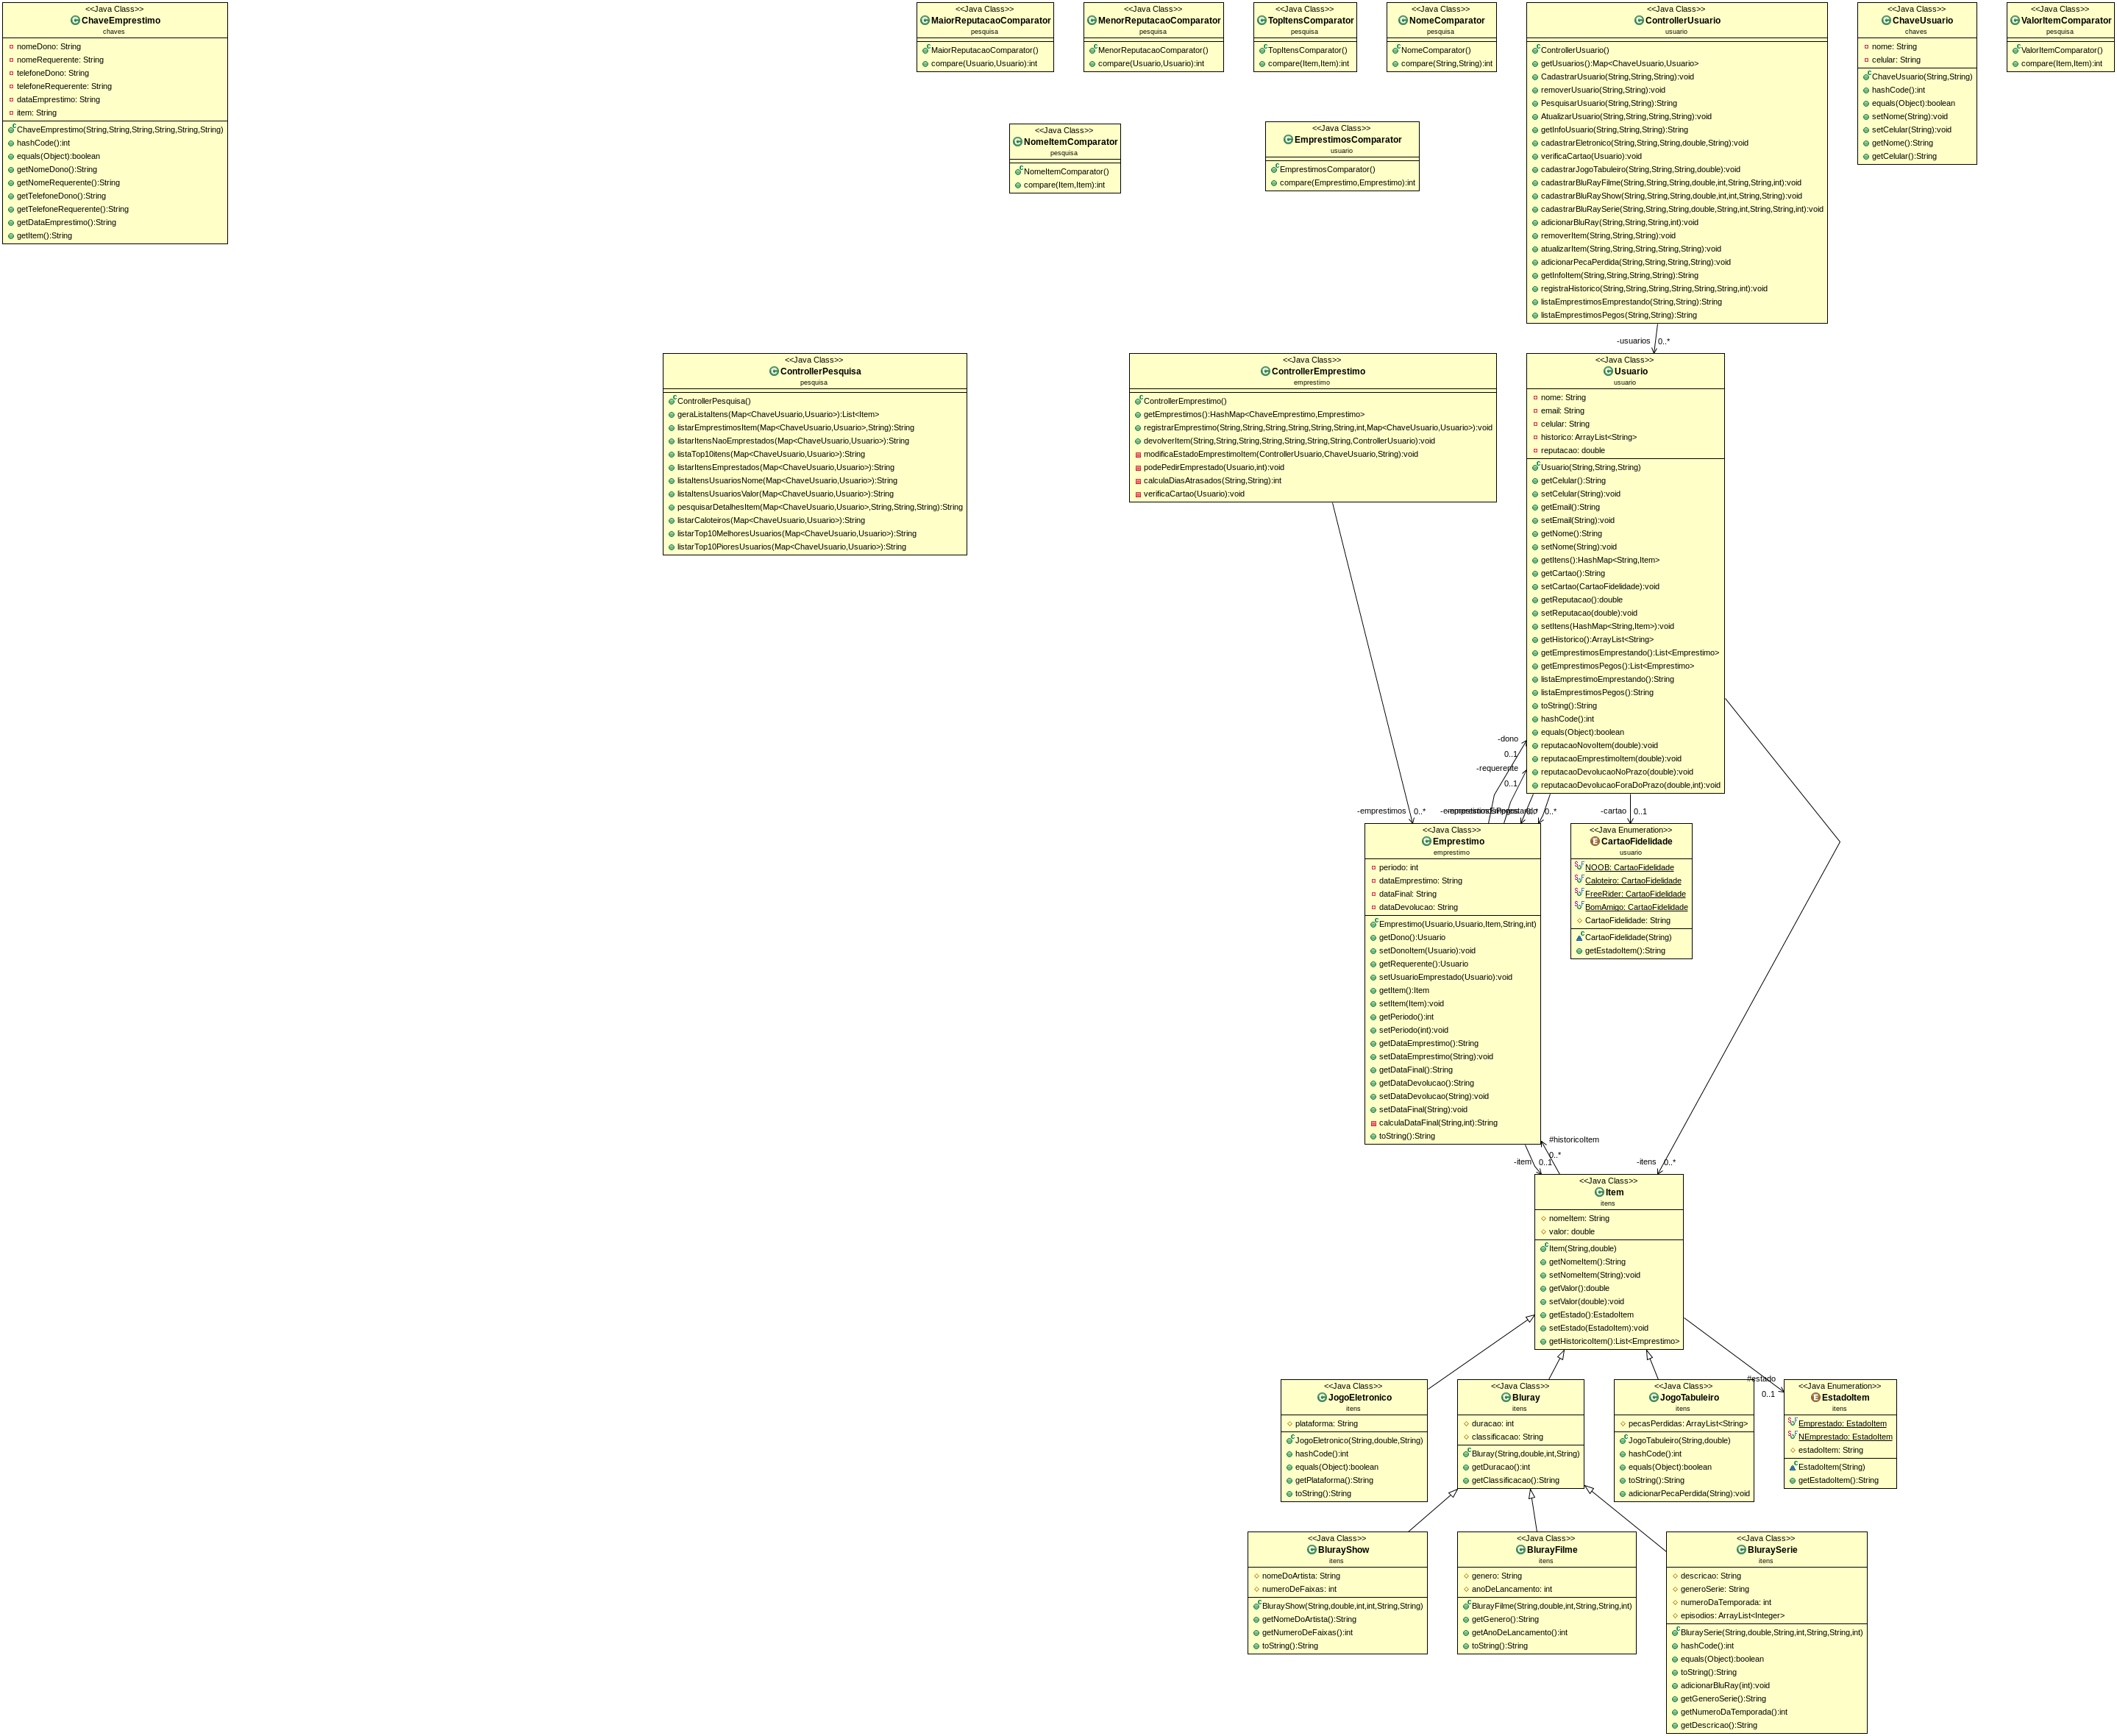 <<Java Class>>
ChaveEmprestimo
chaves
nomeDono: String
nomeRequerente: String
telefoneDono: String
telefoneRequerente: String
dataEmprestimo: String
item: String
ChaveEmprestimo(String,String,String,String,String,String)
hashCode():int
equals(Object):boolean
getNomeDono():String
getNomeRequerente():String
getTelefoneDono():String
getTelefoneRequerente():String
getDataEmprestimo():String
getItem():String
<<Java Class>>
MaiorReputacaoComparator
pesquisa
MaiorReputacaoComparator()
compare(Usuario,Usuario):int
<<Java Class>>
MenorReputacaoComparator
pesquisa
MenorReputacaoComparator()
compare(Usuario,Usuario):int
<<Java Class>>
TopItensComparator
pesquisa
TopItensComparator()
compare(Item,Item):int
<<Java Class>>
NomeComparator
pesquisa
NomeComparator()
compare(String,String):int
<<Java Class>>
ControllerUsuario
usuario
ControllerUsuario()
getUsuarios():Map<ChaveUsuario,Usuario>
CadastrarUsuario(String,String,String):void
removerUsuario(String,String):void
PesquisarUsuario(String,String):String
AtualizarUsuario(String,String,String,String):void
getInfoUsuario(String,String,String):String
cadastrarEletronico(String,String,String,double,String):void
verificaCartao(Usuario):void
cadastrarJogoTabuleiro(String,String,String,double):void
cadastrarBluRayFilme(String,String,String,double,int,String,String,int):void
cadastrarBluRayShow(String,String,String,double,int,int,String,String):void
cadastrarBluRaySerie(String,String,String,double,String,int,String,String,int):void
adicionarBluRay(String,String,String,int):void
removerItem(String,String,String):void
atualizarItem(String,String,String,String,String):void
adicionarPecaPerdida(String,String,String,String):void
getInfoItem(String,String,String,String):String
registraHistorico(String,String,String,String,String,String,int):void
listaEmprestimosEmprestando(String,String):String
listaEmprestimosPegos(String,String):String
<<Java Class>>
ChaveUsuario
chaves
nome: String
celular: String
ChaveUsuario(String,String)
hashCode():int
equals(Object):boolean
setNome(String):void
setCelular(String):void
getNome():String
getCelular():String
<<Java Class>>
ValorItemComparator
pesquisa
ValorItemComparator()
compare(Item,Item):int
<<Java Class>>
NomeItemComparator
pesquisa
NomeItemComparator()
compare(Item,Item):int
<<Java Class>>
EmprestimosComparator
usuario
EmprestimosComparator()
compare(Emprestimo,Emprestimo):int
-usuarios 0..*
<<Java Class>>
ControllerPesquisa
pesquisa
ControllerPesquisa()
geraListaItens(Map<ChaveUsuario,Usuario>):List<Item>
listarEmprestimosItem(Map<ChaveUsuario,Usuario>,String):String
listarItensNaoEmprestados(Map<ChaveUsuario,Usuario>):String
listaTop10itens(Map<ChaveUsuario,Usuario>):String
listarItensEmprestados(Map<ChaveUsuario,Usuario>):String
listaItensUsuariosNome(Map<ChaveUsuario,Usuario>):String
listaItensUsuariosValor(Map<ChaveUsuario,Usuario>):String
pesquisarDetalhesItem(Map<ChaveUsuario,Usuario>,String,String,String):String
listarCaloteiros(Map<ChaveUsuario,Usuario>):String
listarTop10MelhoresUsuarios(Map<ChaveUsuario,Usuario>):String
listarTop10PioresUsuarios(Map<ChaveUsuario,Usuario>):String
<<Java Class>>
ControllerEmprestimo
emprestimo
ControllerEmprestimo()
getEmprestimos():HashMap<ChaveEmprestimo,Emprestimo>
registrarEmprestimo(String,String,String,String,String,String,int,Map<ChaveUsuario,Usuario>):void
devolverItem(String,String,String,String,String,String,String,ControllerUsuario):void
modificaEstadoEmprestimoItem(ControllerUsuario,ChaveUsuario,String):void
podePedirEmprestado(Usuario,int):void
calculaDiasAtrasados(String,String):int
verificaCartao(Usuario):void
<<Java Class>>
Usuario
usuario
nome: String
email: String
celular: String
historico: ArrayList<String>
reputacao: double
Usuario(String,String,String)
getCelular():String
setCelular(String):void
getEmail():String
setEmail(String):void
getNome():String
setNome(String):void
getItens():HashMap<String,Item>
getCartao():String
setCartao(CartaoFidelidade):void
getReputacao():double
setReputacao(double):void
setItens(HashMap<String,Item>):void
getHistorico():ArrayList<String>
getEmprestimosEmprestando():List<Emprestimo>
getEmprestimosPegos():List<Emprestimo>
listaEmprestimoEmprestando():String
listaEmprestimosPegos():String
toString():String
hashCode():int
equals(Object):boolean
reputacaoNovoItem(double):void
reputacaoEmprestimoItem(double):void
reputacaoDevolucaoNoPrazo(double):void
reputacaoDevolucaoForaDoPrazo(double,int):void
-dono
0..1
-requerente
0..1
-emprestimos 0..*
0..*
-cartao 0..1
<<Java Class>>
Emprestimo
emprestimo
periodo: int
dataEmprestimo: String
dataFinal: String
dataDevolucao: String
Emprestimo(Usuario,Usuario,Item,String,int)
getDono():Usuario
setDonoItem(Usuario):void
getRequerente():Usuario
setUsuarioEmprestado(Usuario):void
getItem():Item
setItem(Item):void
getPeriodo():int
setPeriodo(int):void
getDataEmprestimo():String
setDataEmprestimo(String):void
getDataFinal():String
getDataDevolucao():String
setDataDevolucao(String):void
setDataFinal(String):void
calculaDataFinal(String,int):String
toString():String
<<Java Enumeration>>
CartaoFidelidade
usuario
NOOB: CartaoFidelidade
Caloteiro: CartaoFidelidade
FreeRider: CartaoFidelidade
BomAmigo: CartaoFidelidade
CartaoFidelidade: String
CartaoFidelidade(String)
getEstadoItem():String
#historicoItem
0..*
-item 0..1
-itens 0..*
<<Java Class>>
Item
itens
nomeItem: String
valor: double
Item(String,double)
getNomeItem():String
setNomeItem(String):void
getValor():double
setValor(double):void
getEstado():EstadoItem
setEstado(EstadoItem):void
getHistoricoItem():List<Emprestimo>
<<Java Class>>
JogoEletronico
itens
plataforma: String
JogoEletronico(String,double,String)
hashCode():int
equals(Object):boolean
getPlataforma():String
toString():String
<<Java Class>>
Bluray
itens
duracao: int
classificacao: String
Bluray(String,double,int,String)
getDuracao():int
getClassificacao():String
<<Java Class>>
JogoTabuleiro
itens
pecasPerdidas: ArrayList<String>
JogoTabuleiro(String,double)
hashCode():int
equals(Object):boolean
toString():String
adicionarPecaPerdida(String):void
#estado
0..1
<<Java Enumeration>>
EstadoItem
itens
Emprestado: EstadoItem
NEmprestado: EstadoItem
estadoItem: String
EstadoItem(String)
getEstadoItem():String
<<Java Class>>
BlurayShow
itens
nomeDoArtista: String
numeroDeFaixas: int
BlurayShow(String,double,int,int,String,String)
getNomeDoArtista():String
getNumeroDeFaixas():int
toString():String
<<Java Class>>
BlurayFilme
itens
genero: String
anoDeLancamento: int
BlurayFilme(String,double,int,String,String,int)
getGenero():String
getAnoDeLancamento():int
toString():String
<<Java Class>>
BluraySerie
itens
descricao: String
generoSerie: String
numeroDaTemporada: int
episodios: ArrayList<Integer>
BluraySerie(String,double,String,int,String,String,int)
hashCode():int
equals(Object):boolean
toString():String
adicionarBluRay(int):void
getGeneroSerie():String
getNumeroDaTemporada():int
getDescricao():String